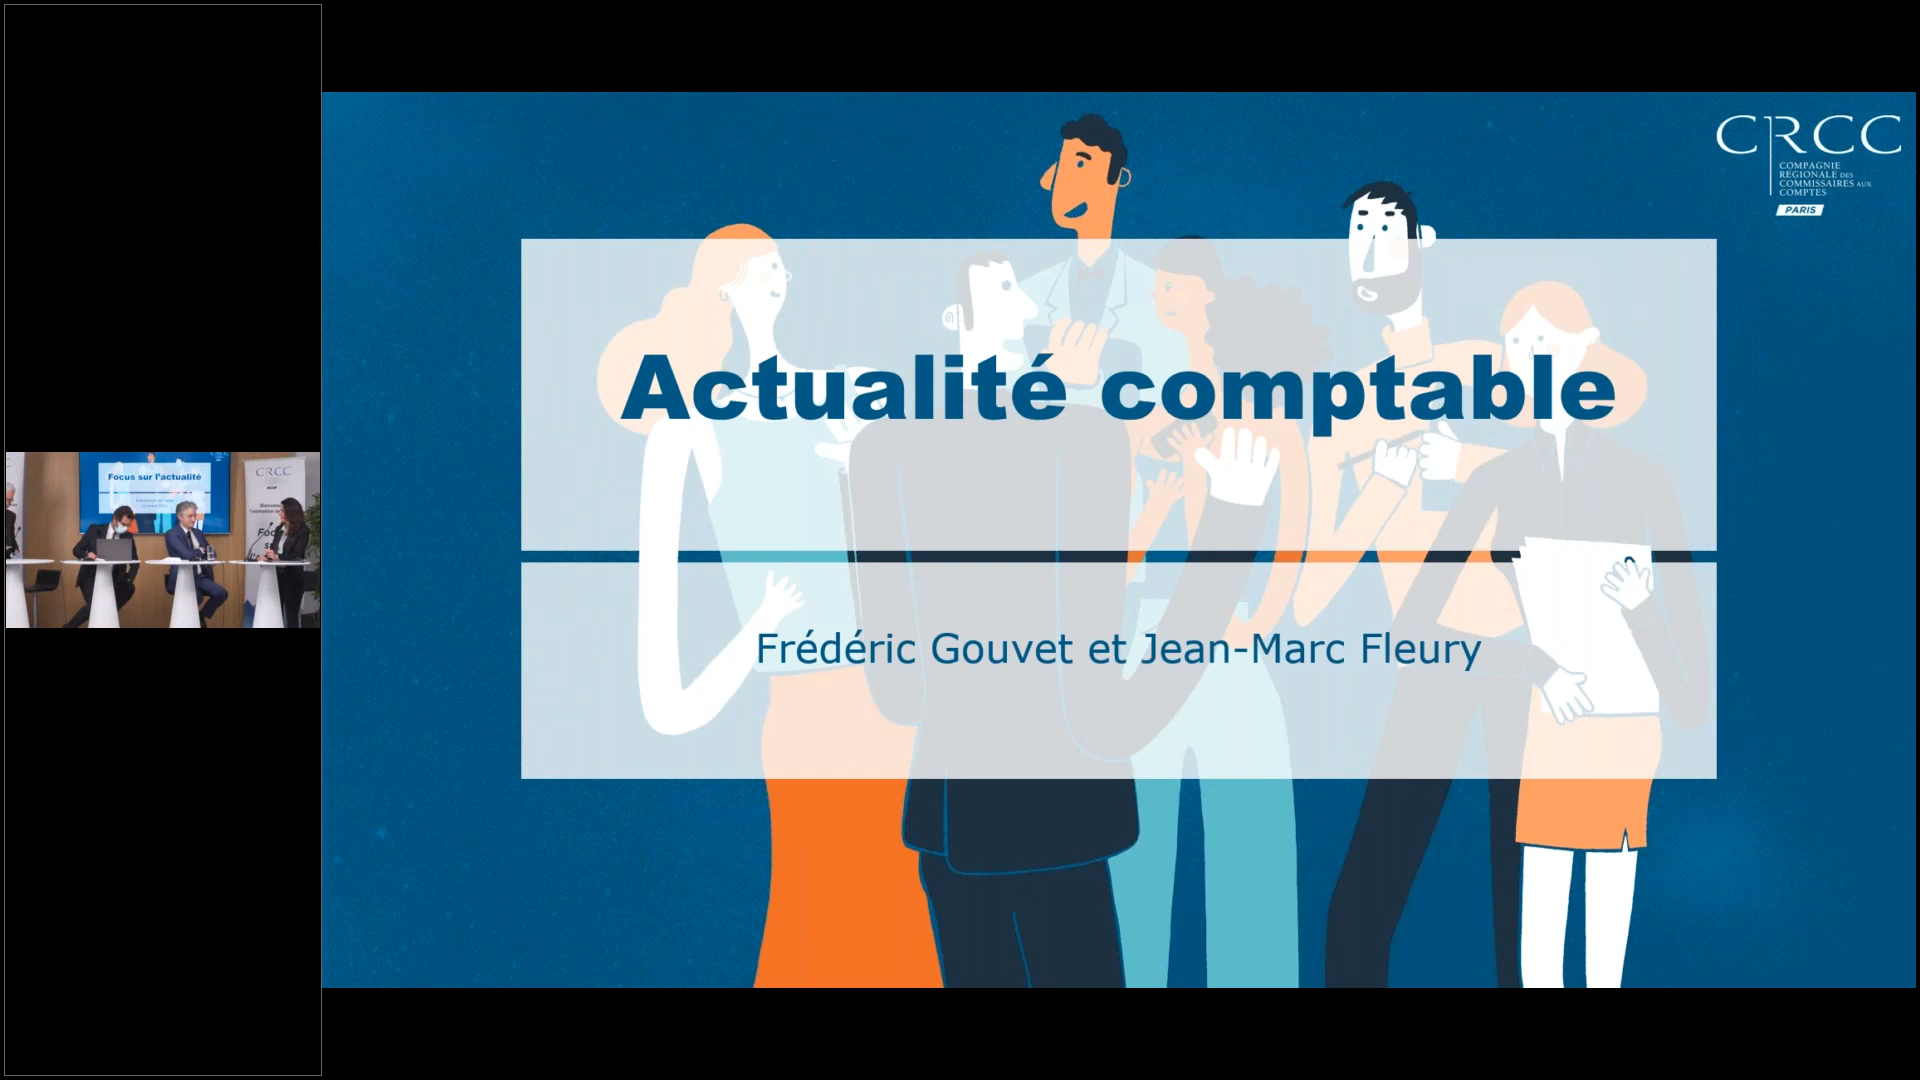 CRCC
COMPAGNIE
REGIONALE DES
COMMISSAIRES AUX
COMPTES
PARIS
Actualité comptable
Frédéric Gouvet et Jean-Marc Fleury
Focus sur l'actualité
CRCC